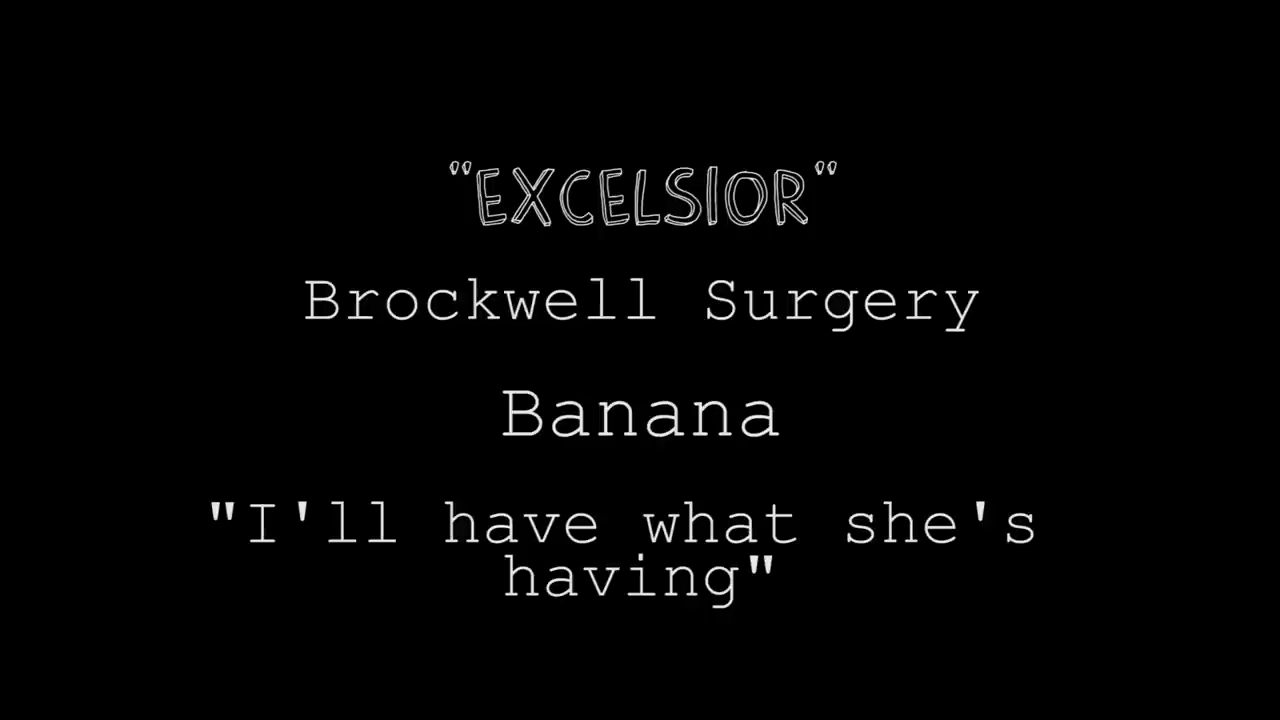 "EXCELSIOR"
Brockwell Surgery
Banana
"I'll have what she's
having"